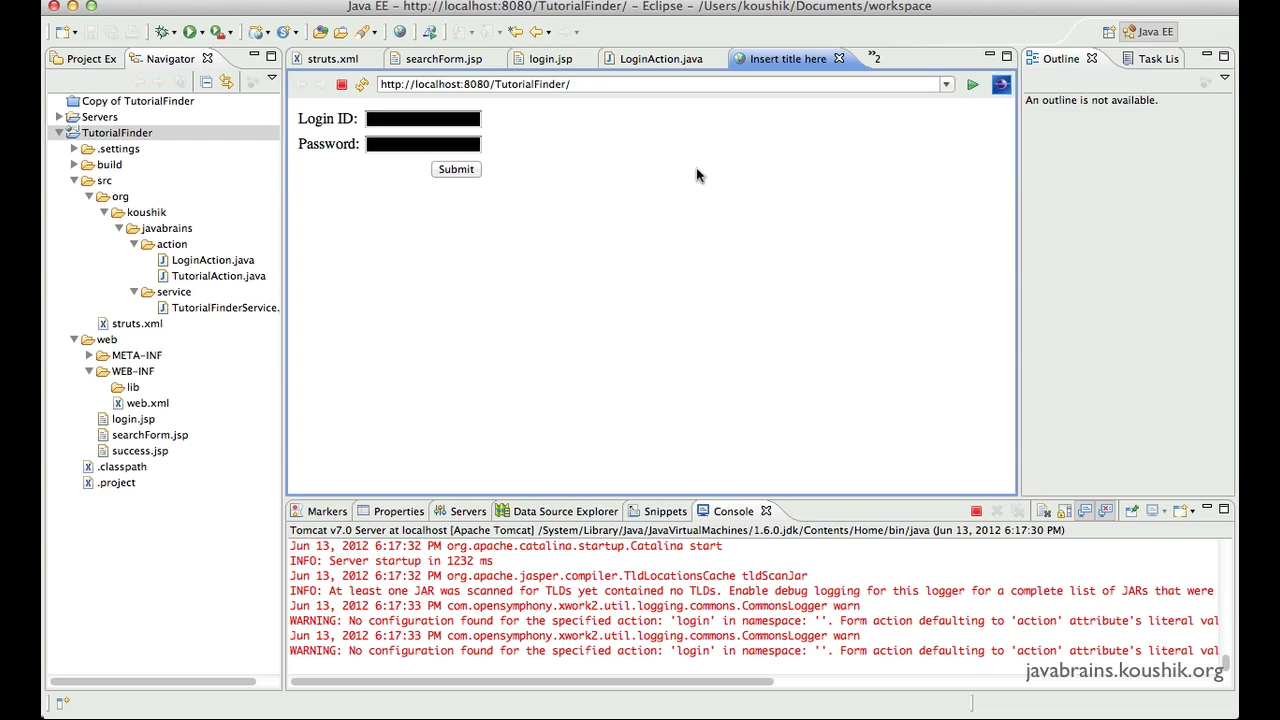 Java EE – http://localhost:8080/TutorialFinder/ – Eclipse – /Users/koushik/Documents/workspace
Java EE
Project Ex
Navigator
struts.xml
searchForm.jsp
login.jsp
LoginAction.java
Insert title here
»2
Outline
Task Lis
http://localhost:8080/TutorialFinder/
An outline is not available.
Copy of TutorialFinder
Servers
TutorialFinder
.settings
build
src
org
koushik
javabrains
action
LoginAction.java
TutorialAction.java
service
TutorialFinderService.
struts.xml
web
META-INF
WEB-INF
lib
web.xml
login.jsp
searchForm.jsp
success.jsp
.classpath
.project
Login ID:
Password:
Submit
Markers
Properties
Servers
Data Source Explorer
Snippets
Console
Tomcat v7.0 Server at localhost [Apache Tomcat] /System/Library/Java/JavaVirtualMachines/1.6.0.jdk/Contents/Home/bin/java (Jun 13, 2012 6:17:30 PM)
Jun 13, 2012 6:17:32 PM org.apache.catalina.startup.Catalina start
INFO: Server startup in 1232 ms
Jun 13, 2012 6:17:32 PM org.apache.jasper.compiler.TldLocationsCache tldScanJar
INFO: At least one JAR was scanned for TLDs yet contained no TLDs. Enable debug logging for this logger for a complete list of JARs that were
Jun 13, 2012 6:17:33 PM com.opensymphony.xwork2.util.logging.commons.CommonsLogger warn
WARNING: No configuration found for the specified action: 'login' in namespace: ''. Form action defaulting to 'action' attribute's literal val
Jun 13, 2012 6:17:33 PM com.opensymphony.xwork2.util.logging.commons.CommonsLogger warn
WARNING: No configuration found for the specified action: 'login' in namespace: ''. Form action defaulting to 'action' attribute's literal val
javabrains.koushik.org